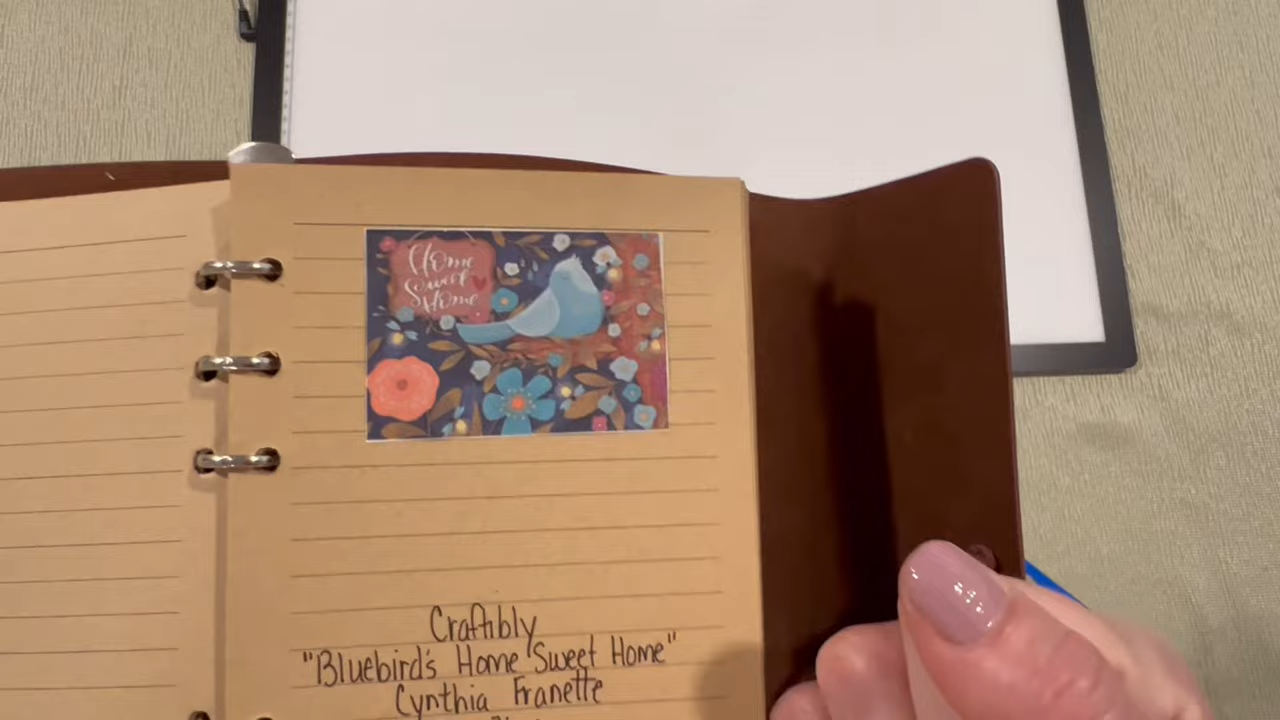 Home
Sweet
Home
Craftibly
"Bluebird's Home Sweet Home"
Cynthia Franette